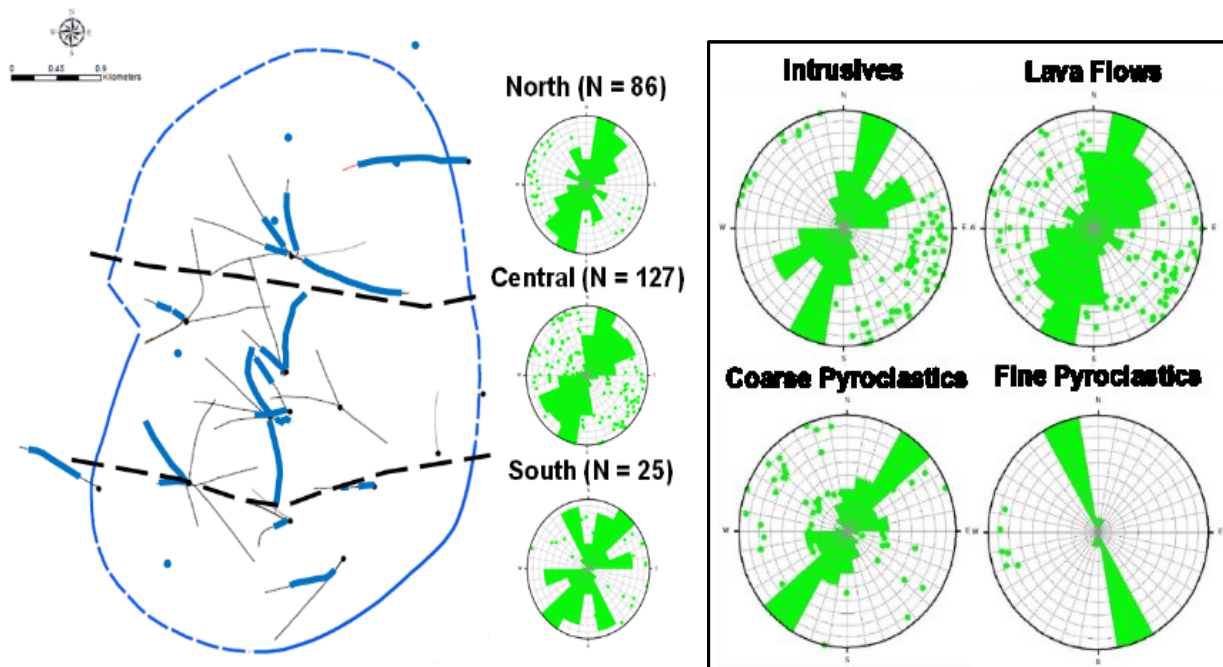 N
W E
S
0 0.45 0.9
Kilometers
North (N = 86)
Central (N = 127)
South (N = 25)
Intrusives
Lava Flows
N
N
W
E
W
E
S
S
Coarse Pyroclastics
Fine Pyroclastics
N
N
W
E
W
E
S
S